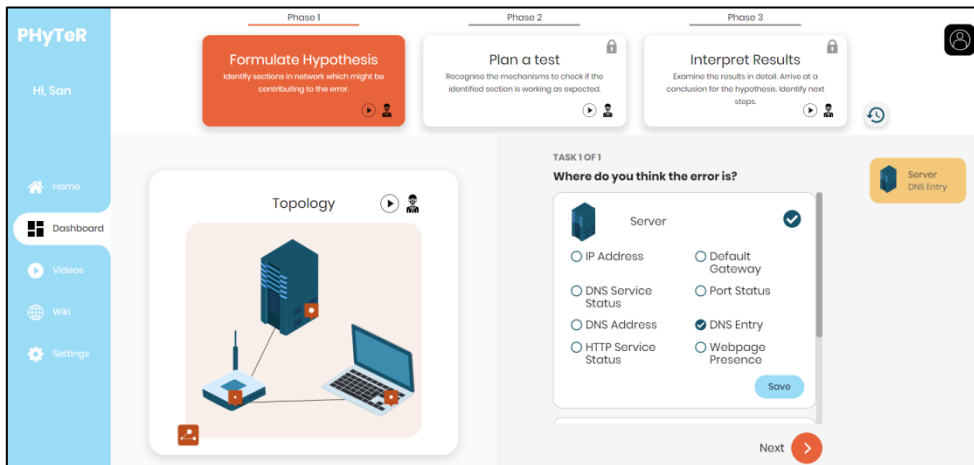 PHyTeR
Hi, San
Home
Dashboard
Videos
Wiki
Settings
Phase 1
Formulate Hypothesis
Identify sections in network which might be
contributing to the error.
Phase 2
Plan a test
Recognise the mechanisms to check if the
identified section is working as expected.
Phase 3
Interpret Results
Examine the results in detail. Arrive at a
conclusion for the hypothesis. Identify next
steps.
Topology
TASK 1 OF 1
Where do you think the error is?
Server
IP Address
Default
Gateway
DNS Service
Status
Port Status
DNS Address
DNS Entry
HTTP Service
Status
Webpage
Presence
Save
Next
Server
DNS Entry